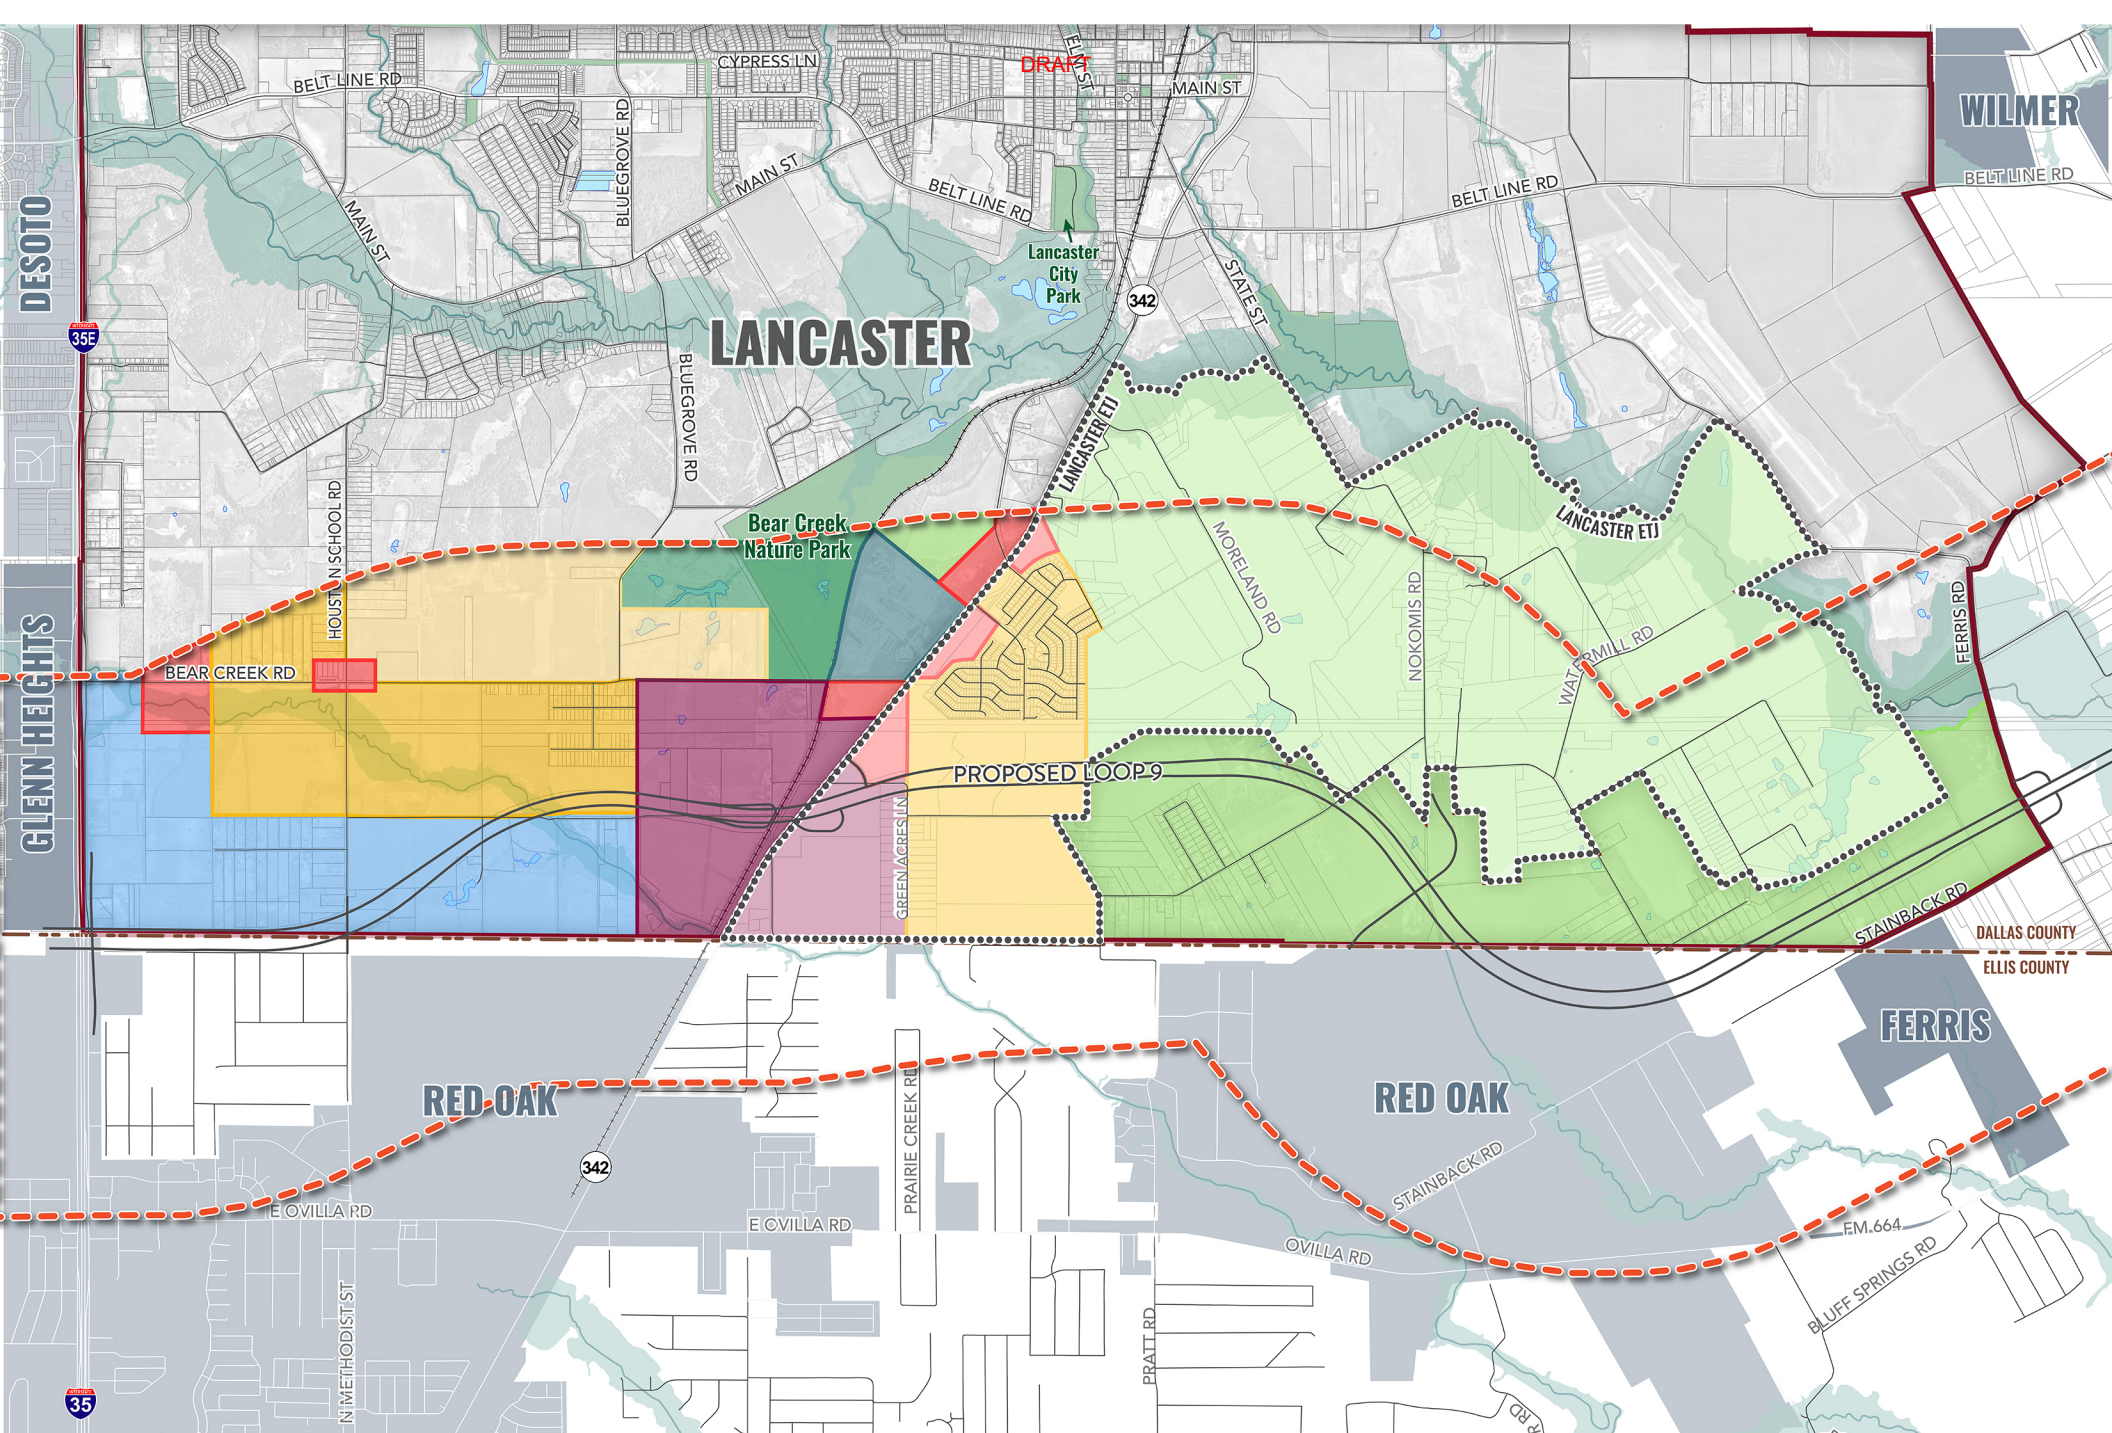 CYPRESS LN
ELM ST
DRAFT
BELT LINE RD
MAIN ST
WILMER
BLUEGROVE RD
MAIN ST
BELT LINE RD
BELT LINE RD
BELT LINE RD
DESOTO
MAIN ST
Lancaster
City
Park
STATE ST
342
INTERSTATE
35E
LANCASTER
BLUEGROVE RD
LANCASTER ETJ
HOUSTON SCHOOL RD
Bear Creek
Nature Park
LANCASTER ETJ
MORELAND RD
NOKOMIS RD
WATERMILL RD
FERRIS RD
BEAR CREEK RD
GLENN HEIGHTS
PROPOSED LOOP 9
GREEN ACRES LN
STAINBACK RD
DALLAS COUNTY
ELLIS COUNTY
FERRIS
RED OAK
RED OAK
PRAIRIE CREEK RD
342
STAINBACK RD
E OVILLA RD
E OVILLA RD
OVILLA RD
FM 664
BLUFF SPRINGS RD
N METHODIST ST
PRATT RD
INTERSTATE
35
RD